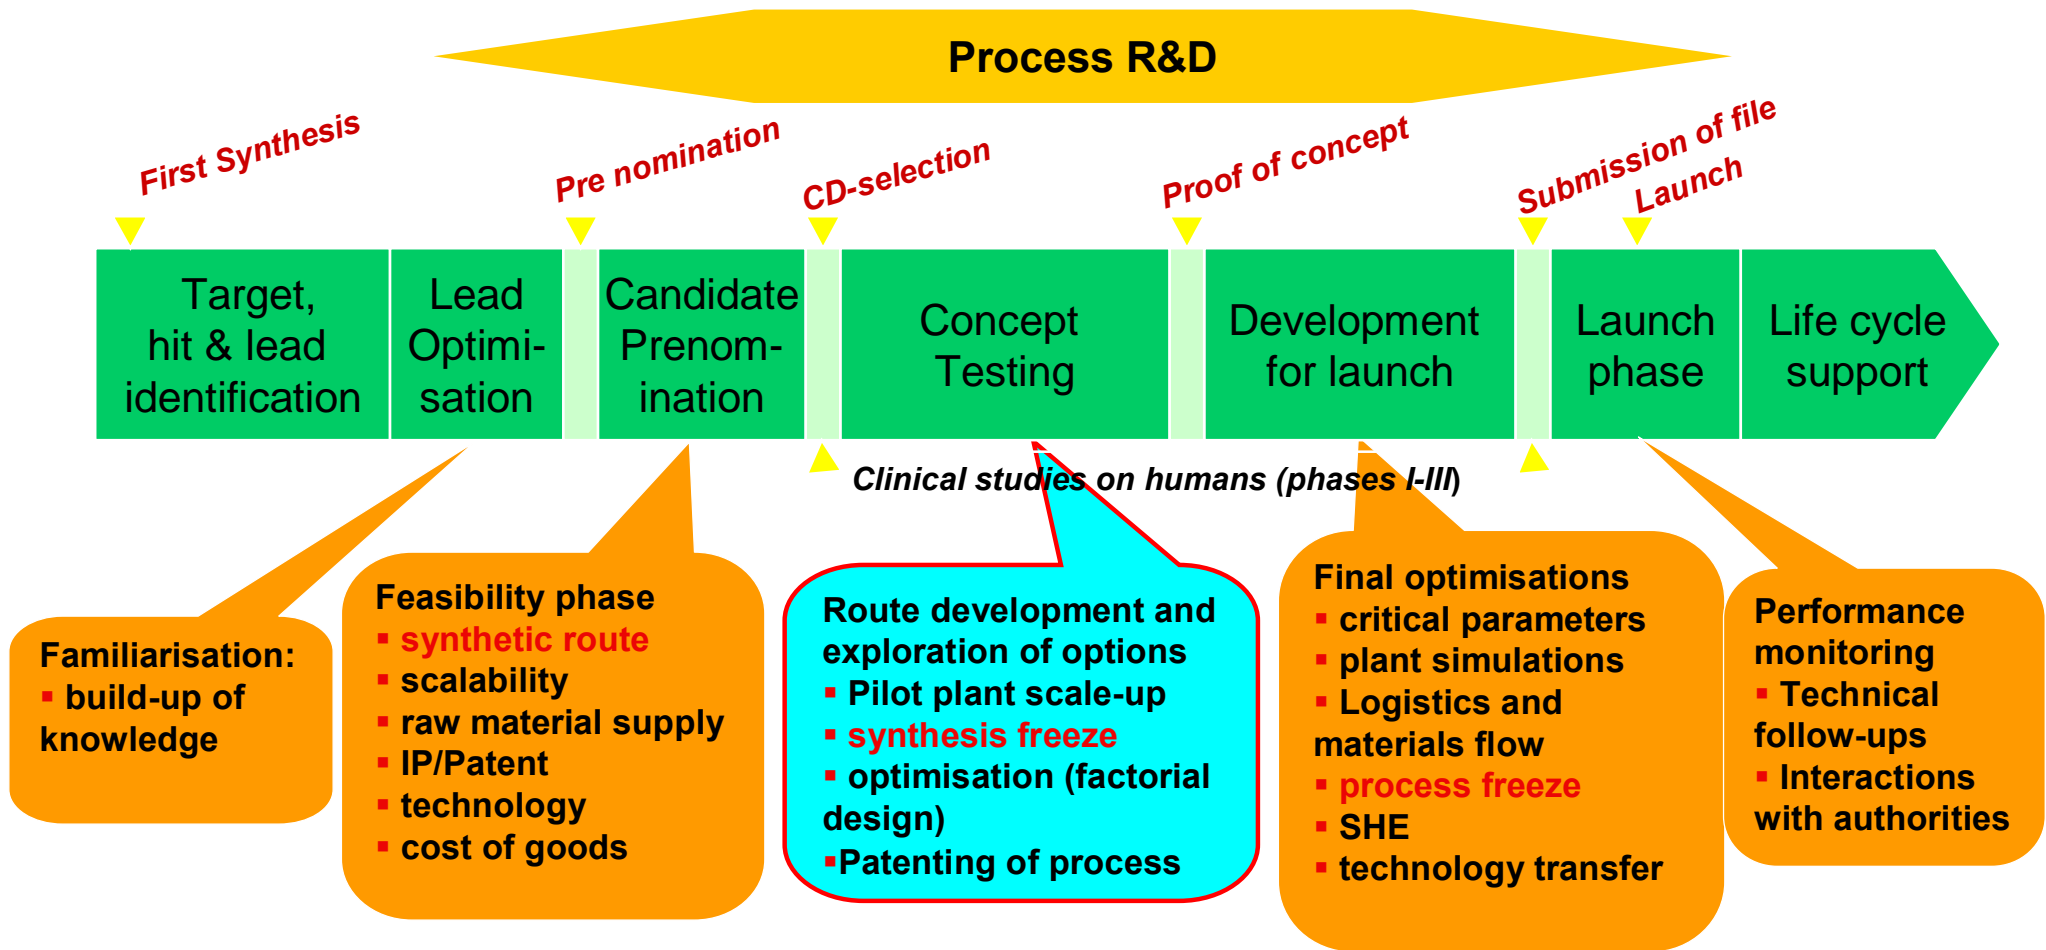 Process R&D
First Synthesis
Pre nomination
CD-selection
Proof of concept
Submission of file
Launch
Target,
hit & lead
identification
Lead
Optimi-
sation
Candidate
Prenom-
ination
Concept
Testing
Development
for launch
Launch
phase
Life cycle
support
Clinical studies on humans (phases I-III)
Familiarisation:
▪ build-up of
knowledge
Feasibility phase
▪ synthetic route
▪ scalability
▪ raw material supply
▪ IP/Patent
▪ technology
▪ cost of goods
Route development and
exploration of options
▪ Pilot plant scale-up
▪ synthesis freeze
▪ optimisation (factorial
design)
▪Patenting of process
Final optimisations
▪ critical parameters
▪ plant simulations
▪ Logistics and
materials flow
▪ process freeze
▪ SHE
▪ technology transfer
Performance
monitoring
▪ Technical
follow-ups
▪ Interactions
with authorities